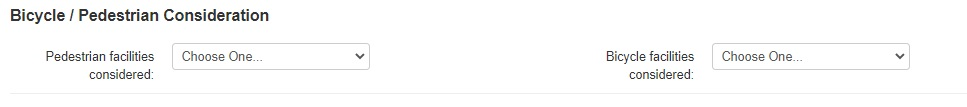 Bicycle / Pedestrian Consideration
Pedestrian facilities considered:
Choose One...
Bicycle facilities considered:
Choose One...